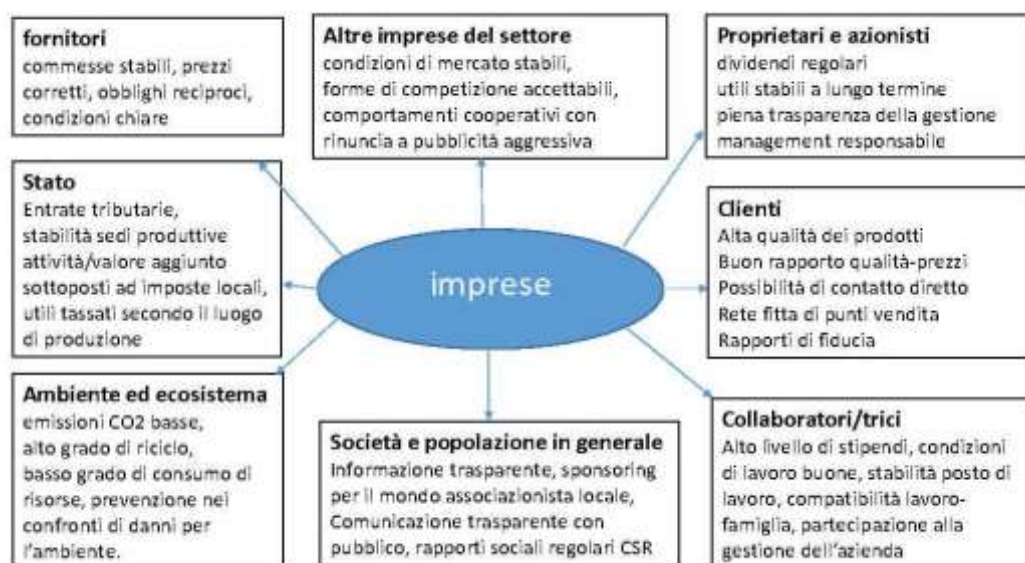 fornitori
commesse stabili, prezzi
corretti, obblighi reciproci,
condizioni chiare
Altre imprese del settore
condizioni di mercato stabili,
forme di competizione accettabili,
comportamenti cooperativi con
rinuncia a pubblicità aggressiva
Proprietari e azionisti
dividendi regolari
utili stabili a lungo termine
piena trasparenza della gestione
management responsabile
Stato
Entrate tributarie,
stabilità sedi produttive
attività/valore aggiunto
sottoposti ad imposte locali,
utili tassati secondo il luogo
di produzione
imprese
Clienti
Alta qualità dei prodotti
Buon rapporto qualità-prezzi
Possibilità di contatto diretto
Rete fitta di punti vendita
Rapporti di fiducia
Ambiente ed ecosistema
emissioni CO2 basse,
alto grado di riciclo,
basso grado di consumo di
risorse, prevenzione nei
confronti di danni per
l'ambiente.
Società e popolazione in generale
Informazione trasparente, sponsoring
per il mondo associazionista locale,
Comunicazione trasparente con
pubblico, rapporti sociali regolari CSR
Collaboratori/trici
Alto livello di stipendi, condizioni
di lavoro buone, stabilità posto di
lavoro, compatibilità lavoro-
famiglia, partecipazione alla
gestione dell'azienda